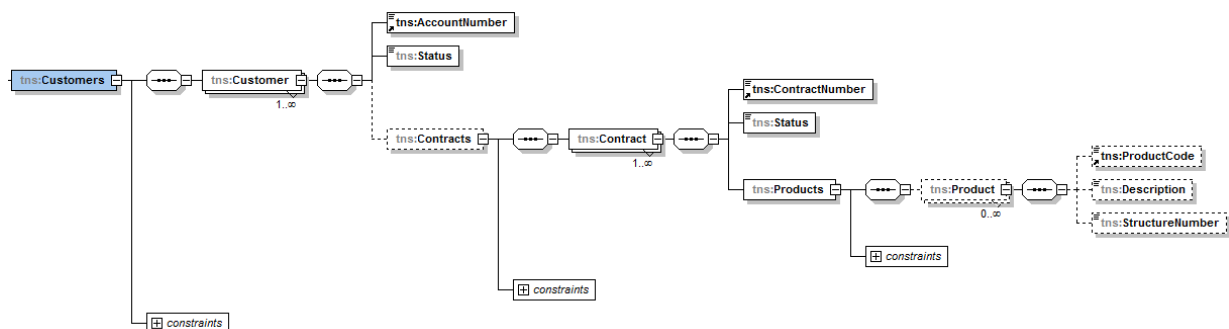 tns:AccountNumber
tns:Status
tns:Customers
tns:Customer
1..∞
tns:Contracts
tns:Contract
1..∞
tns:ContractNumber
tns:Status
tns:Products
tns:Product
0..∞
tns:ProductCode
tns:Description
tns:StructureNumber
constraints
constraints
constraints